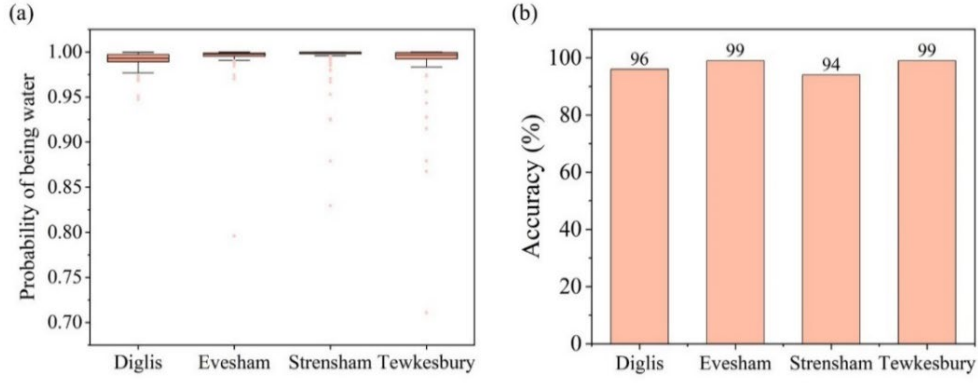 (a)
Probability of being water
1.00
0.95
0.90
0.85
0.80
0.75
0.70
Diglis Evesham Strensham Tewkesbury
(b)
Accuracy (%)
100
80
60
40
20
0
96 99 94 99
Diglis Evesham Strensham Tewkesbury